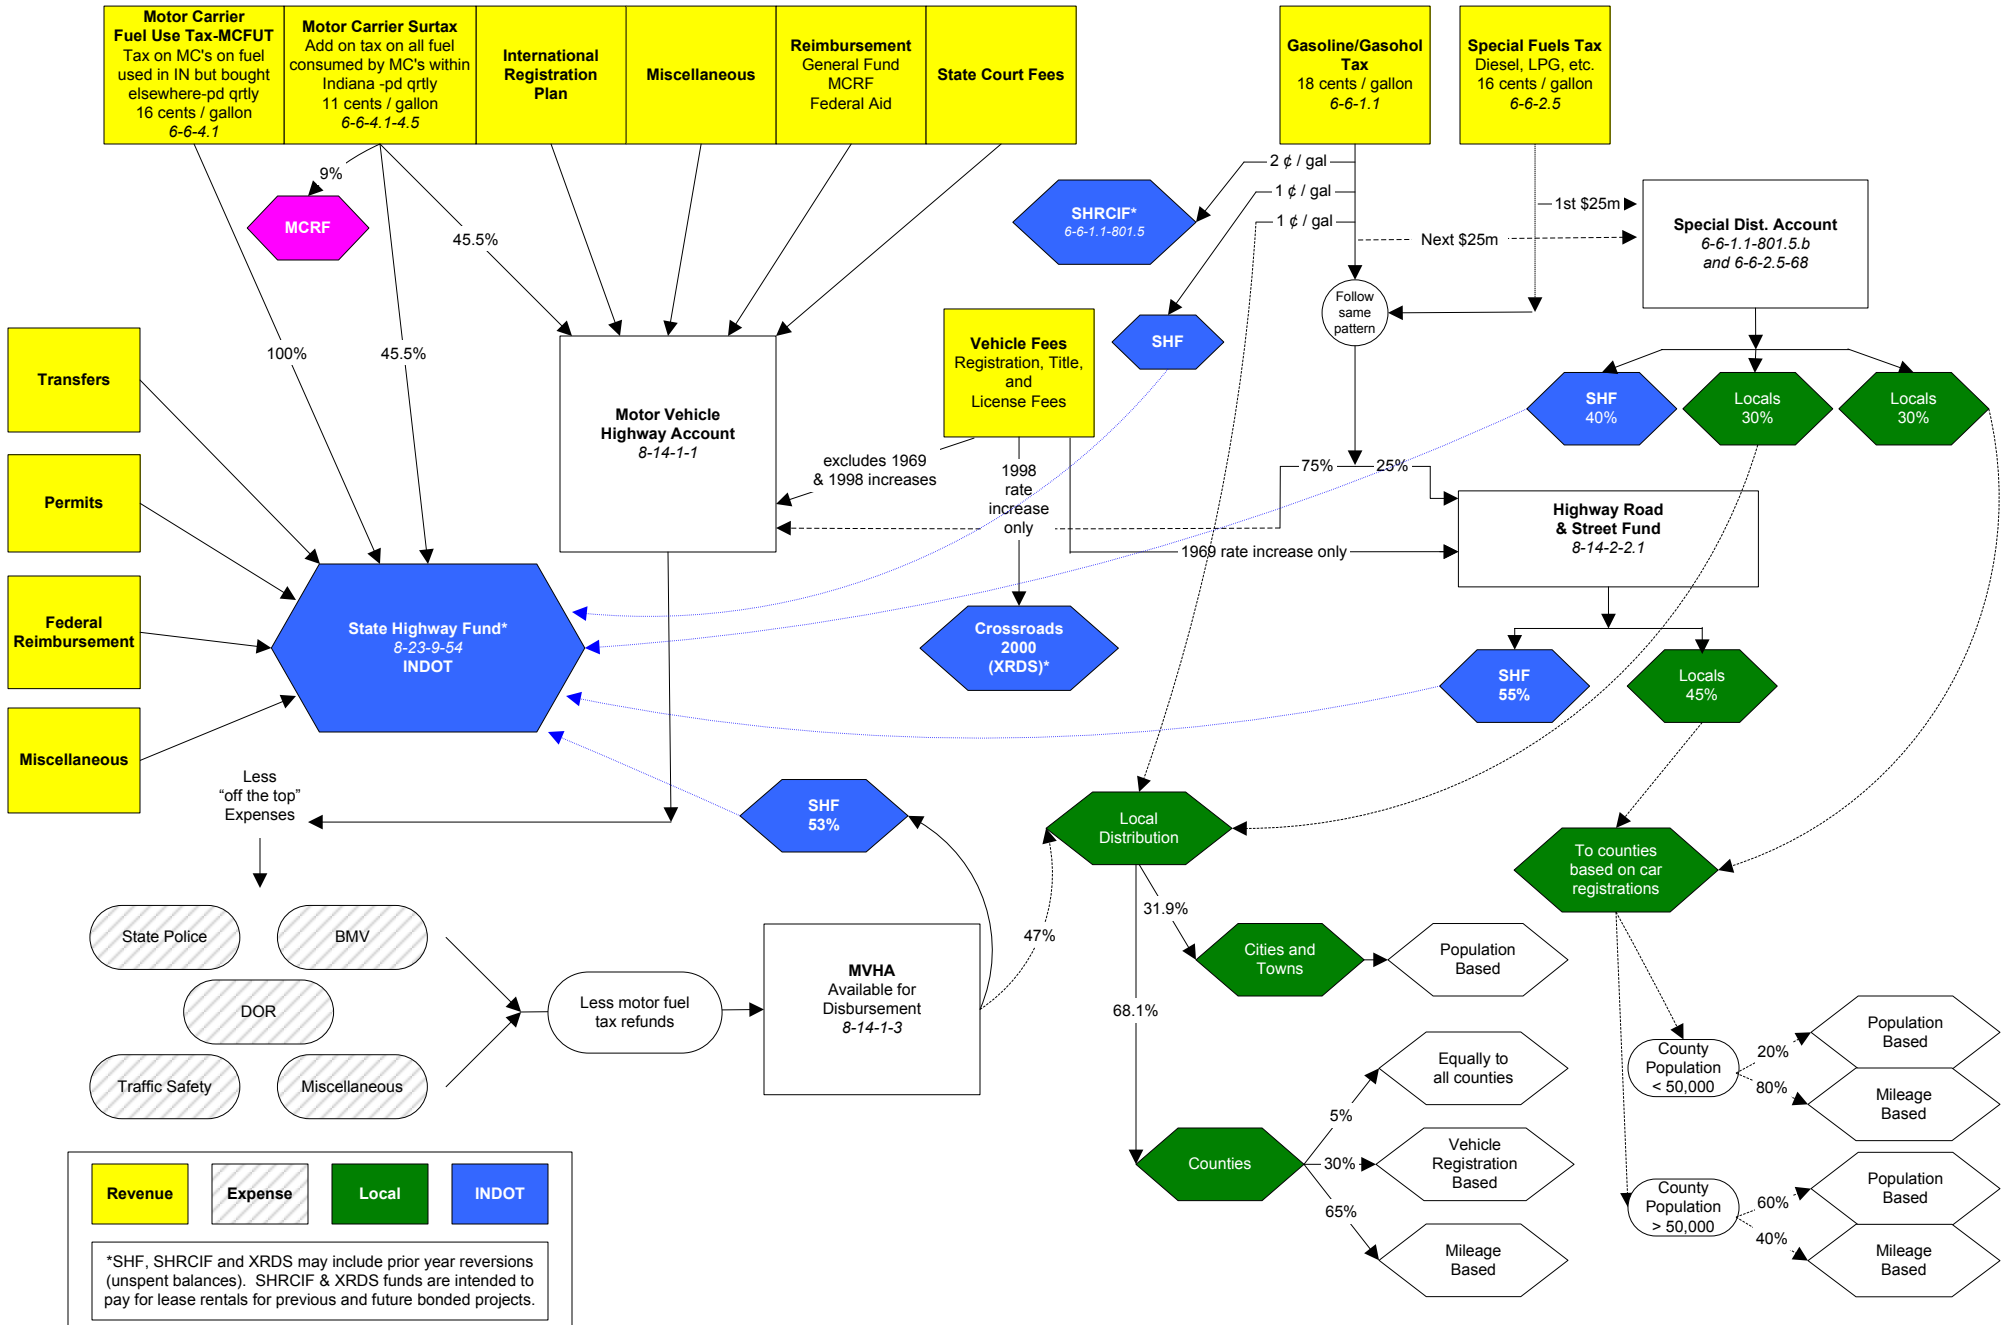 Motor Carrier
Fuel Use Tax-MCFUT
Tax on MC's on fuel
used in IN but bought
elsewhere-pd qrtly
16 cents / gallon
6-6-4.1
Motor Carrier Surtax
Add on tax on all fuel
consumed by MC's within
Indiana -pd qrtly
11 cents / gallon
6-6-4.1-4.5
International
Registration
Plan
Miscellaneous
Reimbursement
General Fund
MCRF
Federal Aid
State Court Fees
Gasoline/Gasohol
Tax
18 cents / gallon
6-6-1.1
Special Fuels Tax
Diesel, LPG, etc.
16 cents / gallon
6-6-2.5
9%
MCRF
45.5%
100%
45.5%
2 ¢ / gal
1 ¢ / gal
1 ¢ / gal
SHRCIF*
6-6-1.1-801.5
1st $25m
Next $25m
Special Dist. Account
6-6-1.1-801.5.b
and 6-6-2.5-68
Follow
same
pattern
SHF
Vehicle Fees
Registration, Title,
and
License Fees
Transfers
Permits
Federal
Reimbursement
Miscellaneous
Motor Vehicle
Highway Account
8-14-1-1
excludes 1969
& 1998 increases
1998
rate
increase
only
75%
25%
SHF
40%
Locals
30%
Locals
30%
Highway Road
& Street Fund
8-14-2-2.1
1969 rate increase only
State Highway Fund*
8-23-9-54
INDOT
Crossroads
2000
(XRDS)*
SHF
55%
Locals
45%
Less
“off the top”
Expenses
SHF
53%
Local
Distribution
To counties
based on car
registrations
State Police
BMV
DOR
Traffic Safety
Miscellaneous
Less motor fuel
tax refunds
MVHA
Available for
Disbursement
8-14-1-3
47%
31.9%
68.1%
Cities and
Towns
Population
Based
Counties
5%
30%
65%
Equally to
all counties
Vehicle
Registration
Based
Mileage
Based
County
Population
< 50,000
20%
80%
Population
Based
Mileage
Based
County
Population
> 50,000
60%
40%
Population
Based
Mileage
Based
Revenue
Expense
Local
INDOT
*SHF, SHRCIF and XRDS may include prior year reversions
(unspent balances).  SHRCIF & XRDS funds are intended to
pay for lease rentals for previous and future bonded projects.